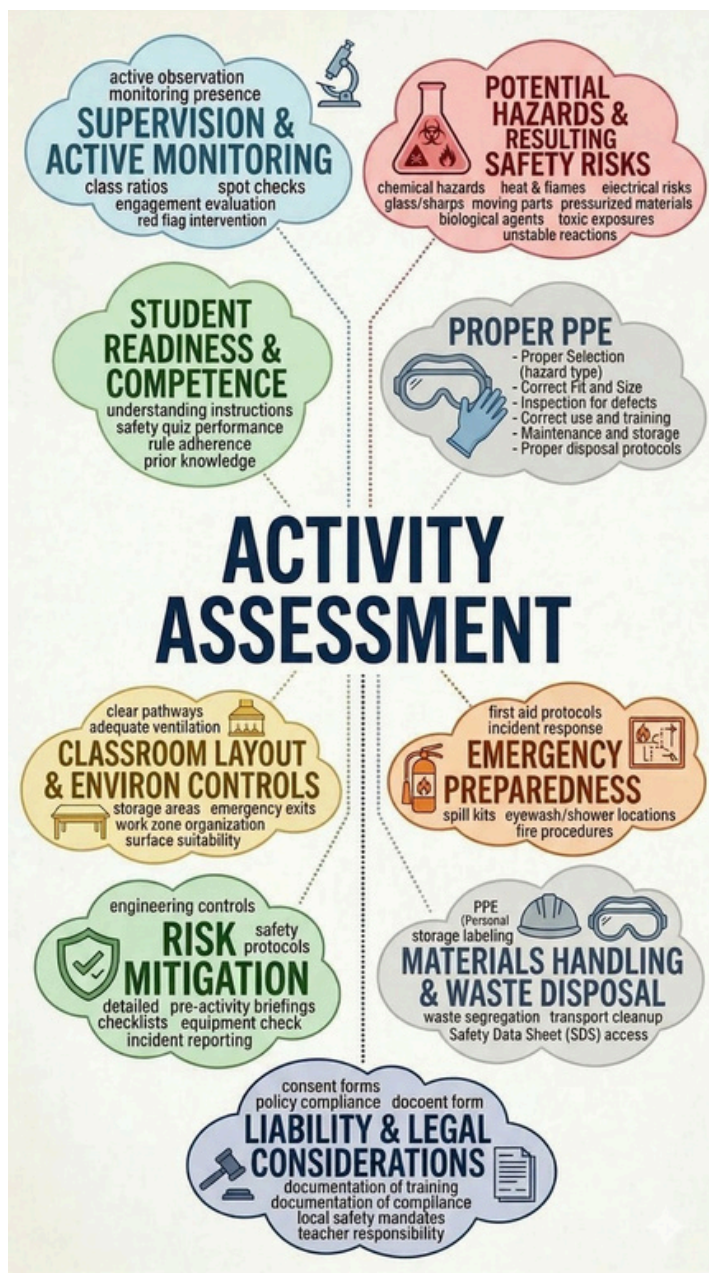 active observation
monitoring presence
SUPERVISION &
ACTIVE MONITORING
class ratios spot checks
engagement evaluation
red flag intervention
POTENTIAL
HAZARDS &
RESULTING
SAFETY RISKS
chemical hazards heat & flames electrical risks
glass/sharps moving parts pressurized materials
biological agents toxic exposures
unstable reactions
STUDENT
READINESS &
COMPETENCE
understanding instructions
safety quiz performance
rule adherence
prior knowledge
PROPER PPE
- Proper Selection
(hazard type)
- Correct Fit and Size
- Inspection for defects
- Correct use and training
- Maintenance and storage
- Proper disposal protocols
ACTIVITY
ASSESSMENT
clear pathways
adequate ventilation
CLASSROOM LAYOUT
& ENVIRON CONTROLS
storage areas emergency exits
work zone organization
surface suitability
first aid protocols
incident response
EMERGENCY
PREPAREDNESS
spill kits eyewash/shower locations
fire procedures
engineering controls
RISK
safety
protocols
MITIGATION
detailed pre-activity briefings
checklists equipment check
incident reporting
PPE
(Personal
storage labeling
MATERIALS HANDLING
& WASTE DISPOSAL
waste segregation transport cleanup
Safety Data Sheet (SDS) access
consent forms
policy compliance docoent form
LIABILITY & LEGAL
CONSIDERATIONS
documentation of training
documentation of compliance
local safety mandates
teacher responsibility